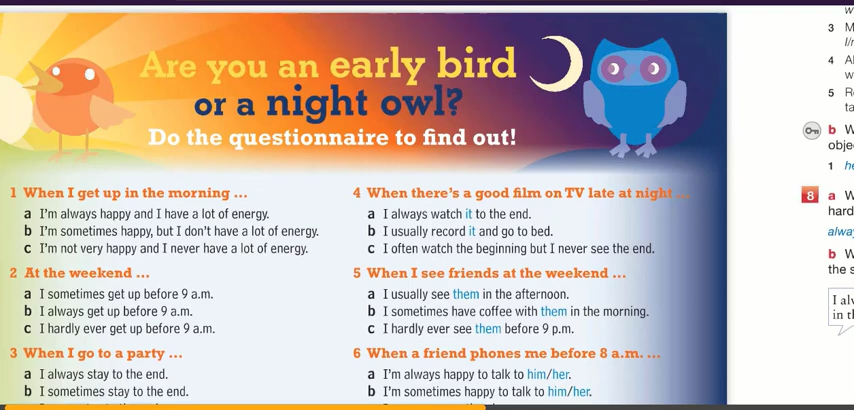 Are you an early bird
or a night owl?
Do the questionnaire to find out!
1 When I get up in the morning ...
a I'm always happy and I have a lot of energy.
b I'm sometimes happy, but I don't have a lot of energy.
c I'm not very happy and I never have a lot of energy.
2 At the weekend ...
a I sometimes get up before 9 a.m.
b I always get up before 9 a.m.
c I hardly ever get up before 9 a.m.
3 When I go to a party ...
a I always stay to the end.
b I sometimes stay to the end.
4 When there's a good film on TV late at night ...
a I always watch it to the end.
b I usually record it and go to bed.
c I often watch the beginning but I never see the end.
5 When I see friends at the weekend ...
a I usually see them in the afternoon.
b I sometimes have coffee with them in the morning.
c I hardly ever see them before 9 p.m.
6 When a friend phones me before 8 a.m. ...
a I'm always happy to talk to him/her.
b I'm sometimes happy to talk to him/her.
3
4
5
b
1
8 a
hard
b
the